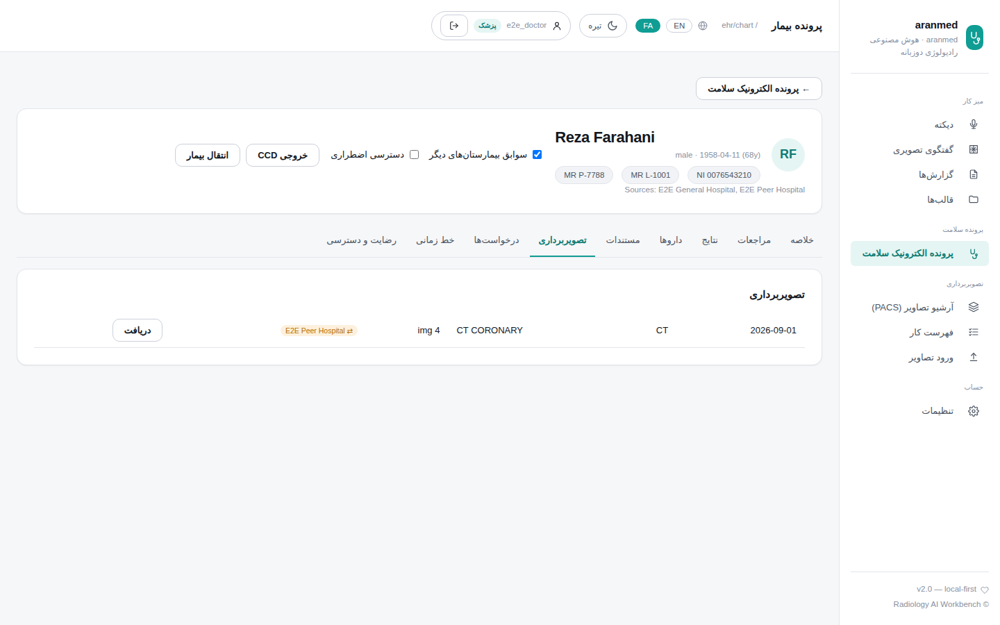 aranmed
aranmed · هوش مصنوعی
رادیولوژی دوزبانه
میز کار
دیکته
گفتگوی تصویری
گزارش‌ها
قالب‌ها
پرونده سلامت
پرونده الکترونیک سلامت
تصویربرداری
آرشیو تصاویر (PACS)
فهرست کار
ورود تصاویر
حساب
تنظیمات
v2.0 — local-first
Radiology AI Workbench ©
پرونده بیمار
ehr/chart /
EN
FA
تیره
e2e_doctor
پزشک
← پرونده الکترونیک سلامت
RF
Reza Farahani
male · 1958-04-11 (68y)
NI 0076543210
MR L-1001
MR P-7788
Sources: E2E General Hospital, E2E Peer Hospital
سوابق بیمارستان‌های دیگر
دسترسی اضطراری
خروجی CCD
انتقال بیمار
خلاصه
مراجعات
نتایج
داروها
مستندات
تصویربرداری
درخواست‌ها
خط زمانی
رضایت و دسترسی
تصویربرداری
2026-09-01
CT
CT CORONARY
img 4
E2E Peer Hospital ⇄
دریافت